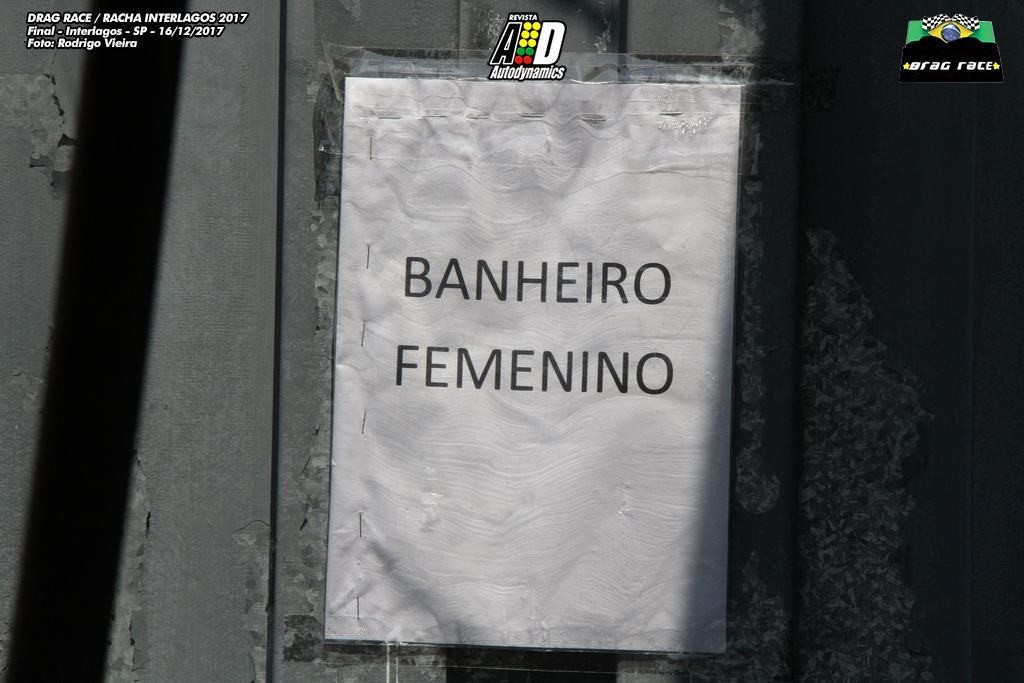 DRAG RACE / RACHA INTERLAGOS 2017
Final - Interlagos - SP - 16/12/2017
Foto: Rodrigo Vieira
REVISTA
AD
Autodynamics
DRAG RACE
BANHEIRO
FEMENINO